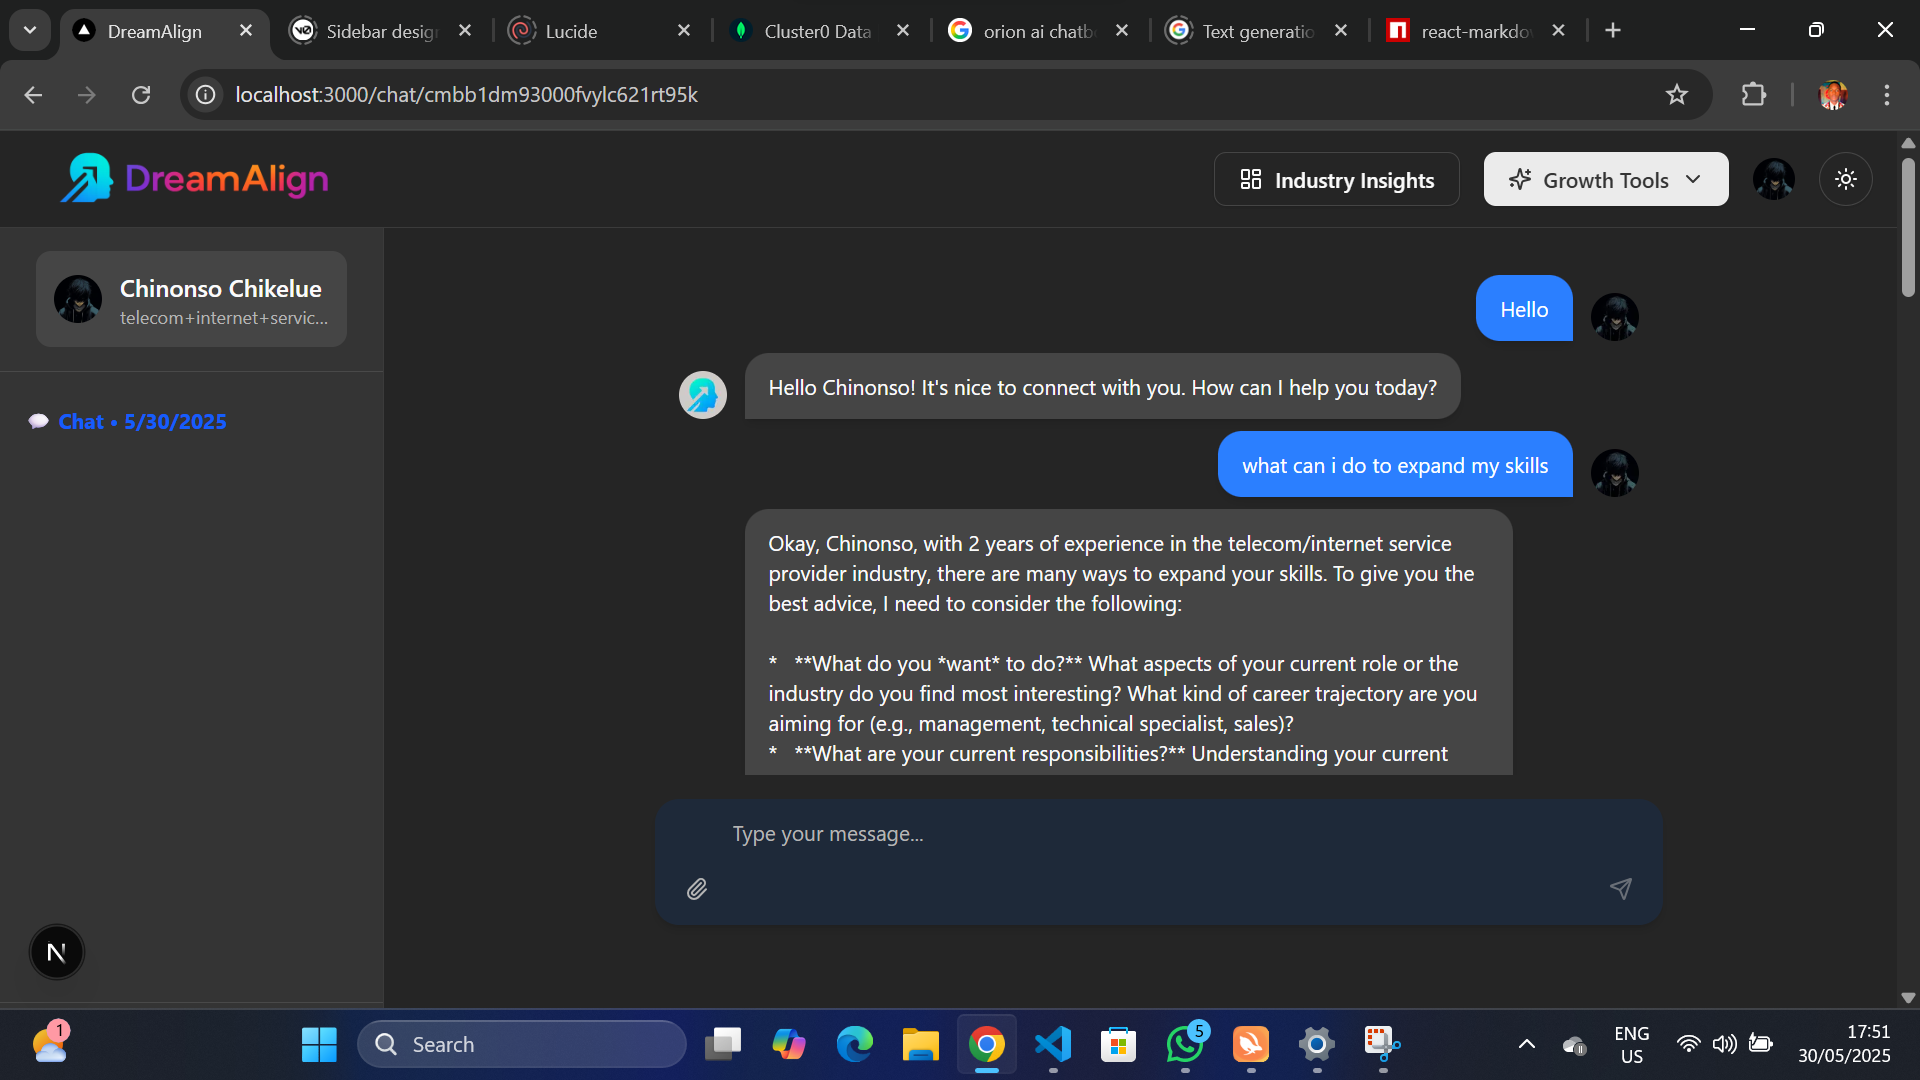 DreamAlign
Sidebar desig
Lucide
Cluster0 Data
orion ai chatb
Text generatio
react-markdo
localhost:3000/chat/cmbb1dm93000fvylc621rt95k
DreamAlign
Industry Insights
Growth Tools
Chinonso Chikelue
telecom+internet+servic...
Chat • 5/30/2025
Hello
Hello Chinonso! It's nice to connect with you. How can I help you today?
what can i do to expand my skills
Okay, Chinonso, with 2 years of experience in the telecom/internet service
provider industry, there are many ways to expand your skills. To give you the
best advice, I need to consider the following:
*   **What do you *want* to do?** What aspects of your current role or the
industry do you find most interesting? What kind of career trajectory are you
aiming for (e.g., management, technical specialist, sales)?
*   **What are your current responsibilities?** Understanding your current
Type your message...
N
1
Search
5
ENG
US
17:51
30/05/2025